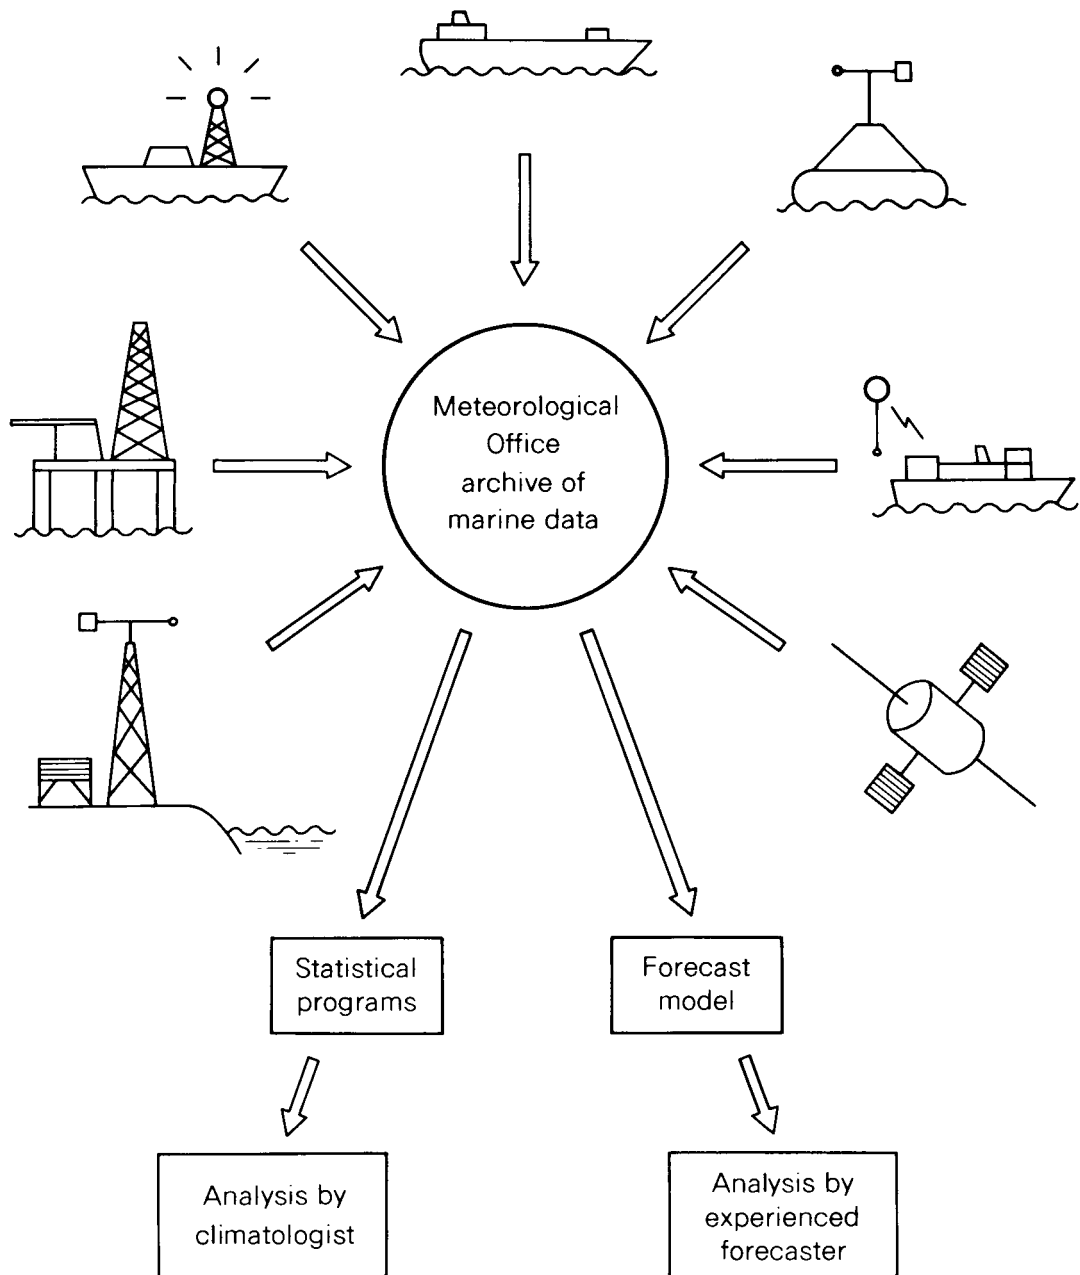 Meteorological
Office
archive of
marine data
Statistical
programs
Forecast
model
Analysis by
climatologist
Analysis by
experienced
forecaster